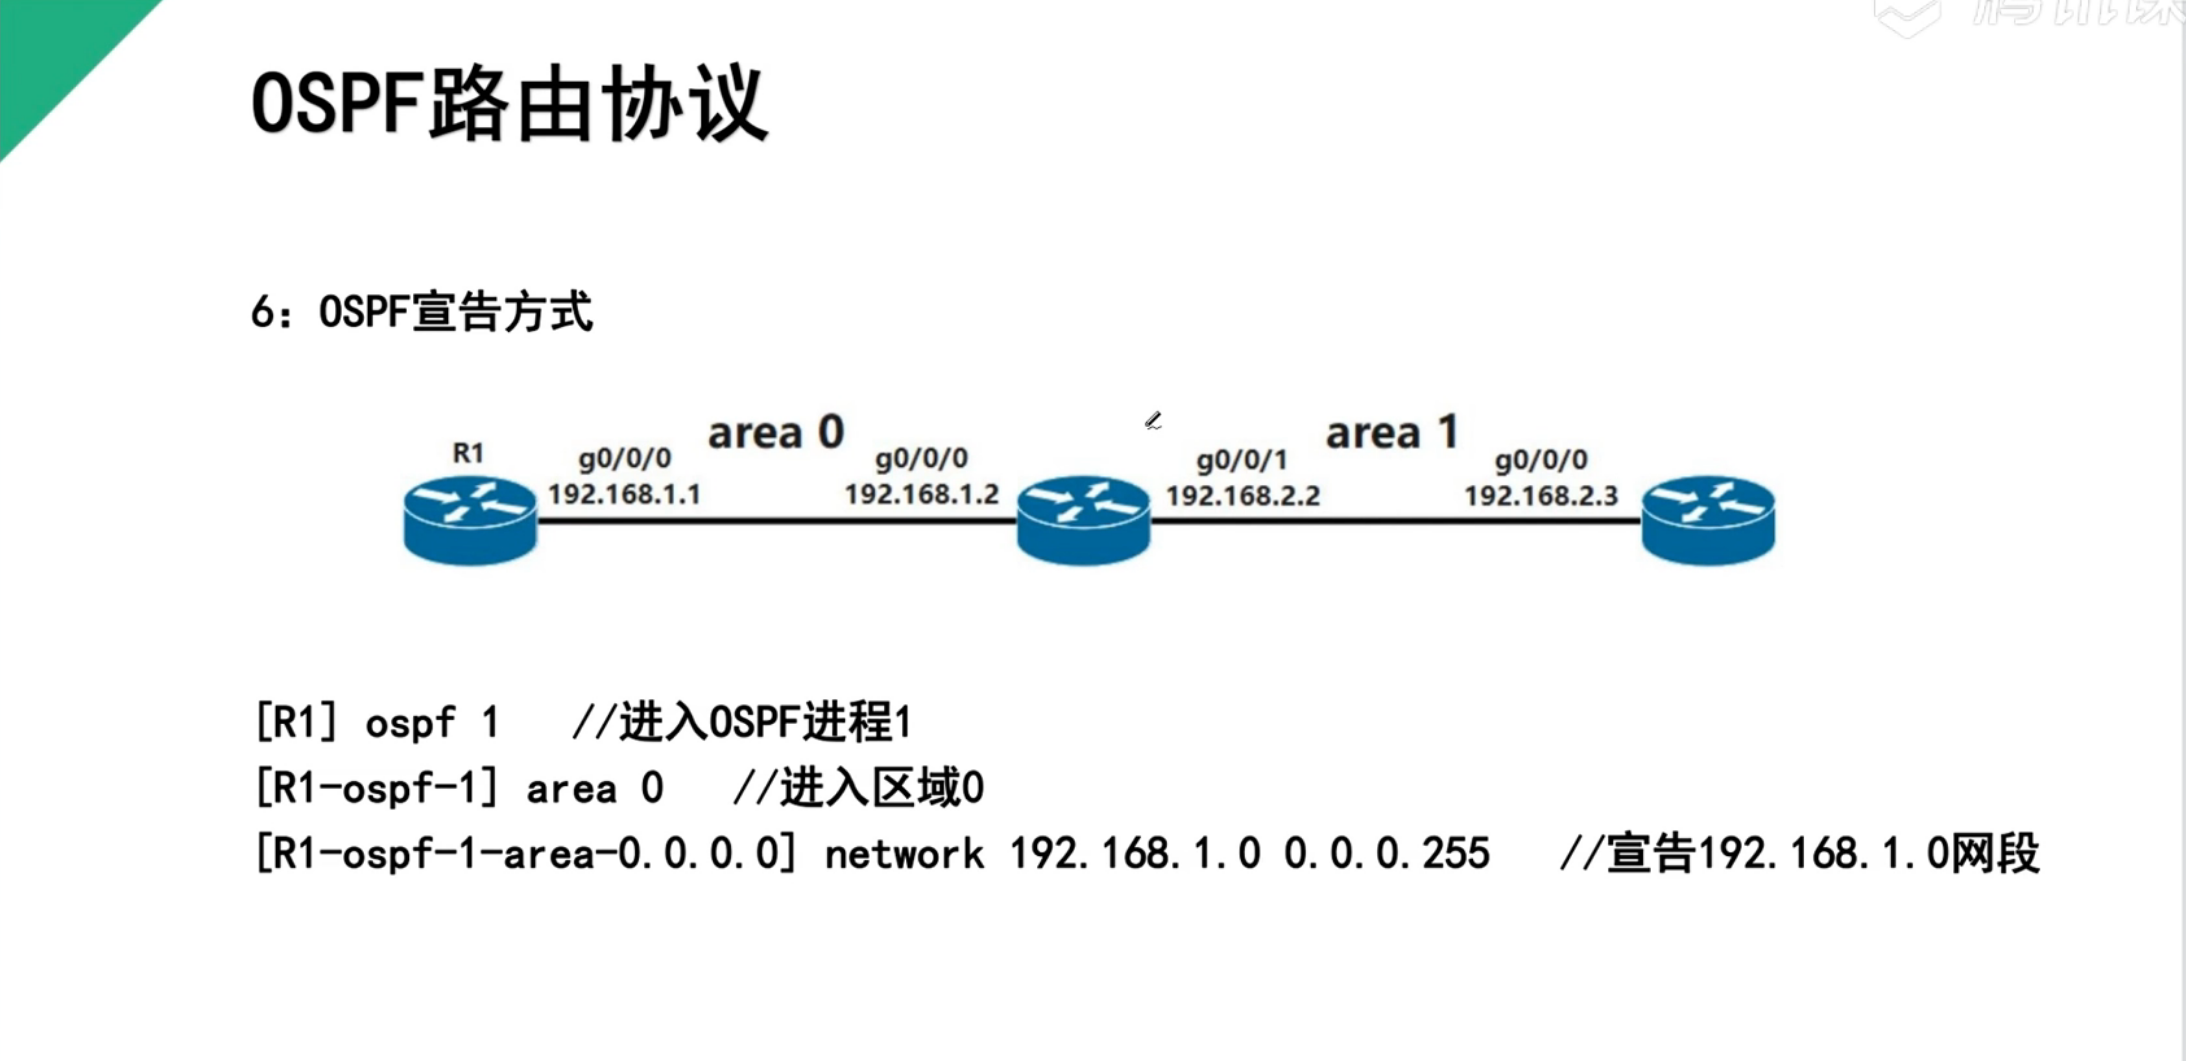 OSPF路由协议
6: OSPF宣告方式
area 0
area 1
R1
g0/0/0
g0/0/0
g0/0/1
g0/0/0
192.168.1.1
192.168.1.2
192.168.2.2
192.168.2.3
[R1] ospf 1 //进入OSPF进程1
[R1-ospf-1] area 0 //进入区域0
[R1-ospf-1-area-0.0.0.0] network 192.168.1.0 0.0.0.255 //宣告192.168.1.0网段